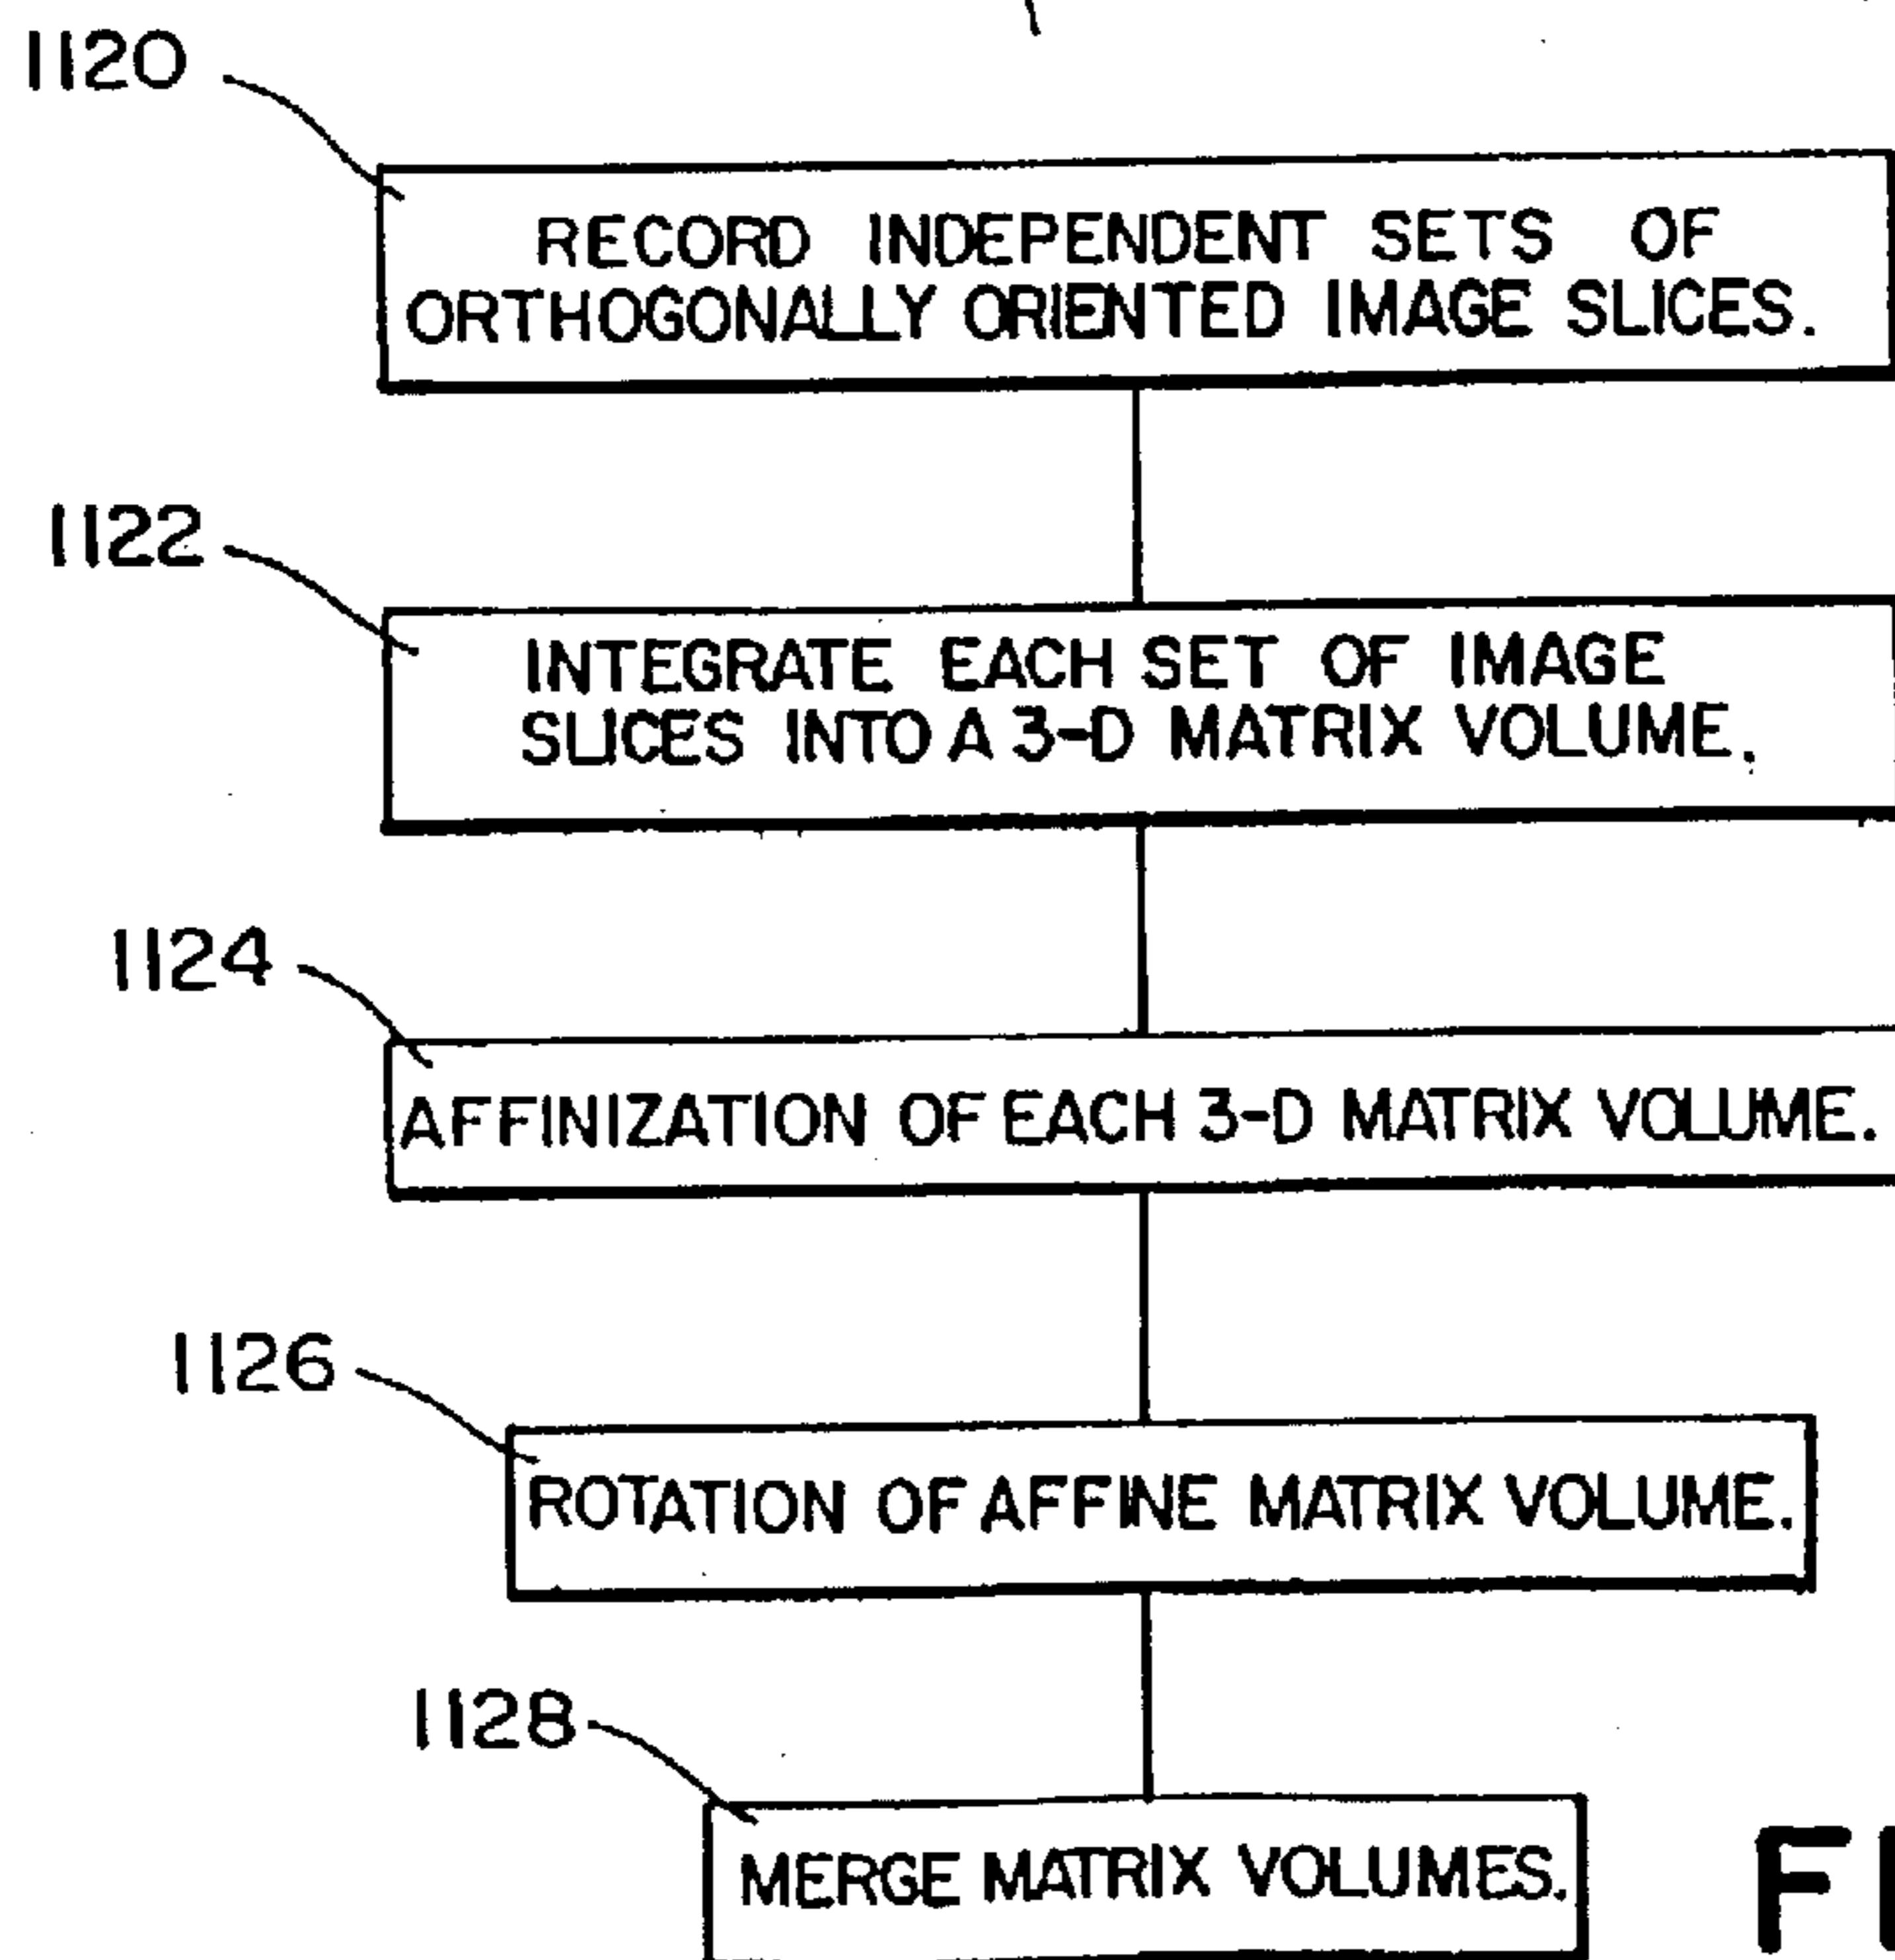 1120
RECORD INDEPENDENT SETS OF
ORTHOGONALLY ORIENTED IMAGE SLICES.
1122
INTEGRATE EACH SET OF IMAGE
SLICES INTO A 3-D MATRIX VOLUME.
1124
AFFINIZATION OF EACH 3-D MATRIX VOLUME.
1126
ROTATION OF AFFINE MATRIX VOLUME.
1128
MERGE MATRIX VOLUMES.